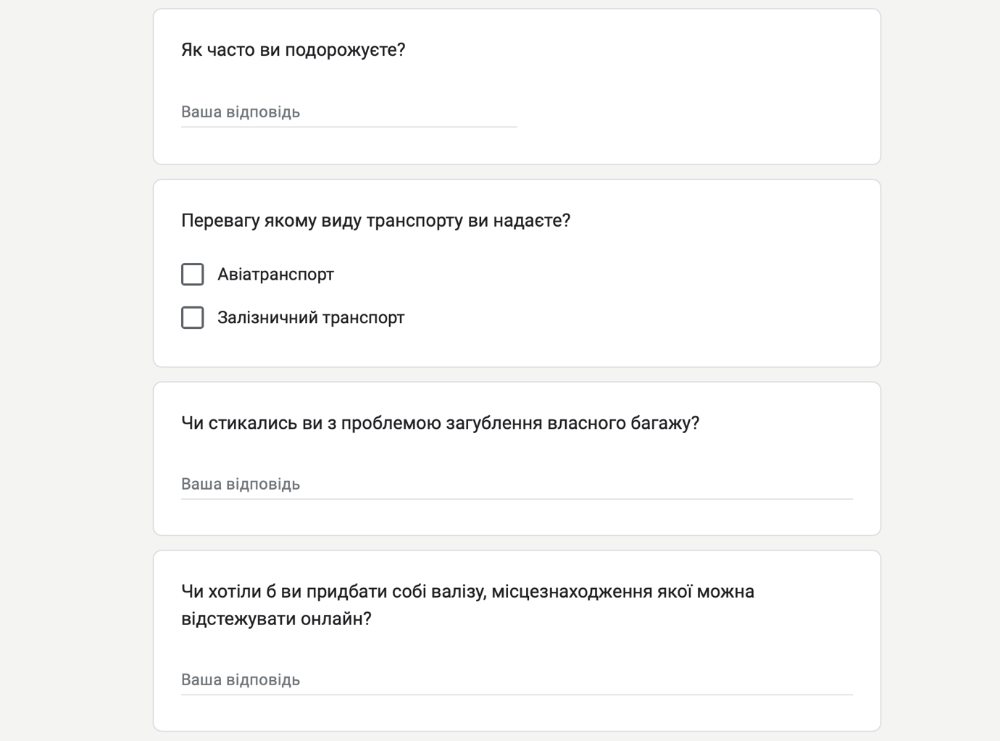 Як часто ви подорожуєте?
Ваша відповідь
Перевагу якому виду транспорту ви надаєте?
Авіатранспорт
Залізничний транспорт
Чи стикались ви з проблемою загублення власного багажу?
Ваша відповідь
Чи хотіли б ви придбати собі валізу, місцезнаходження якої можна
відстежувати онлайн?
Ваша відповідь